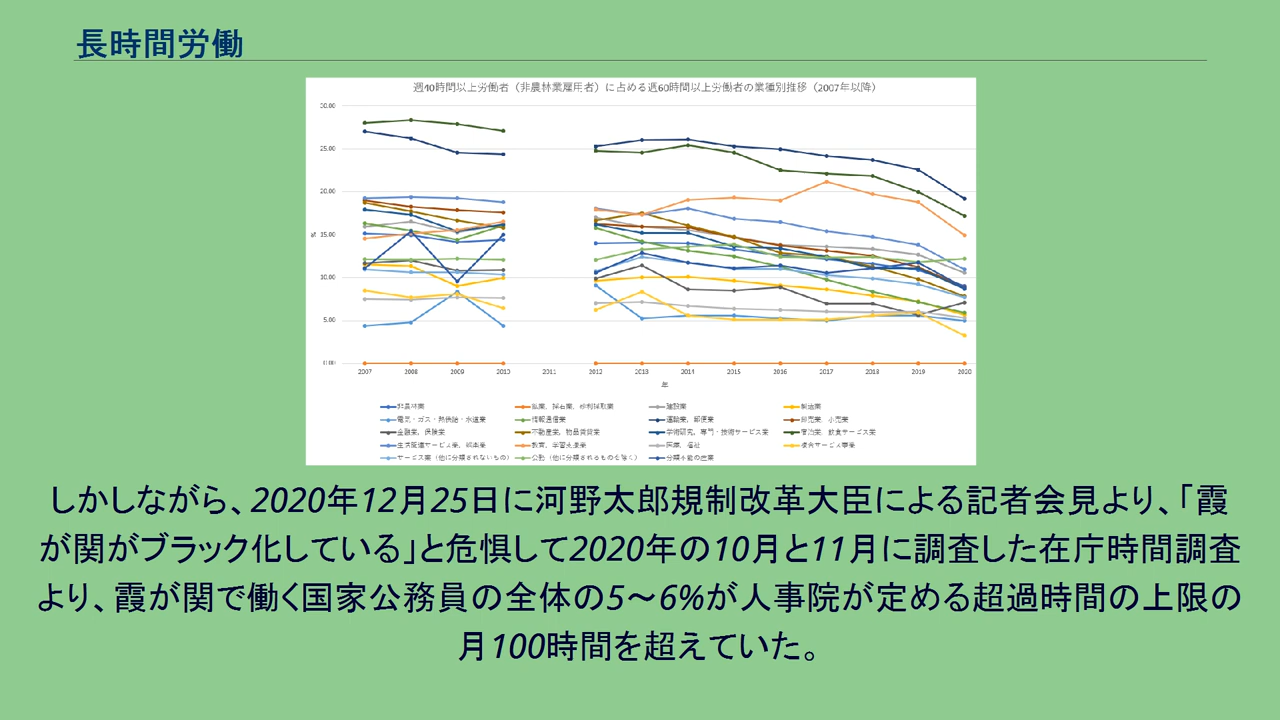 長時間労働
週40時間以上労働者（非農林業雇用者）に占める週60時間以上労働者の業種別推移（2007年以降）
30.00
25.00
20.00
% 15.00
10.00
5.00
0.00
2007 2008 2009 2010 2011 2012 2013 2014 2015 2016 2017 2018 2019 2020
年
非農林業 鉱業、採石業、砂利採取業 建設業 製造業
電気・ガス・熱供給・水道業 情報通信業 運輸業、郵便業 卸売業、小売業
金融業、保険業 不動産業、物品賃貸業 学術研究、専門・技術サービス業 宿泊業、飲食サービス業
生活関連サービス業、娯楽業 教育、学習支援業 医療、福祉 複合サービス事業
サービス業（他に分類されないもの） 公務（他に分類されるものを除く） 分類不能の産業
しかしながら、2020年12月25日に河野太郎規制改革大臣による記者会見より、「霞
が関がブラック化している」と危惧して2020年の10月と11月に調査した在庁時間調査
より、霞が関で働く国家公務員の全体の5～6%が人事院が定める超過時間の上限の
月100時間を超えていた。